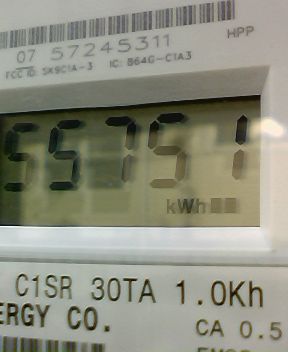 07 57245311
HPP
FCC ID: SK9C1A-3 IC: 864G-C1A3
55751
kWh
C1SR 30TA 1.0Kh
ERGY CO.
CA 0.5